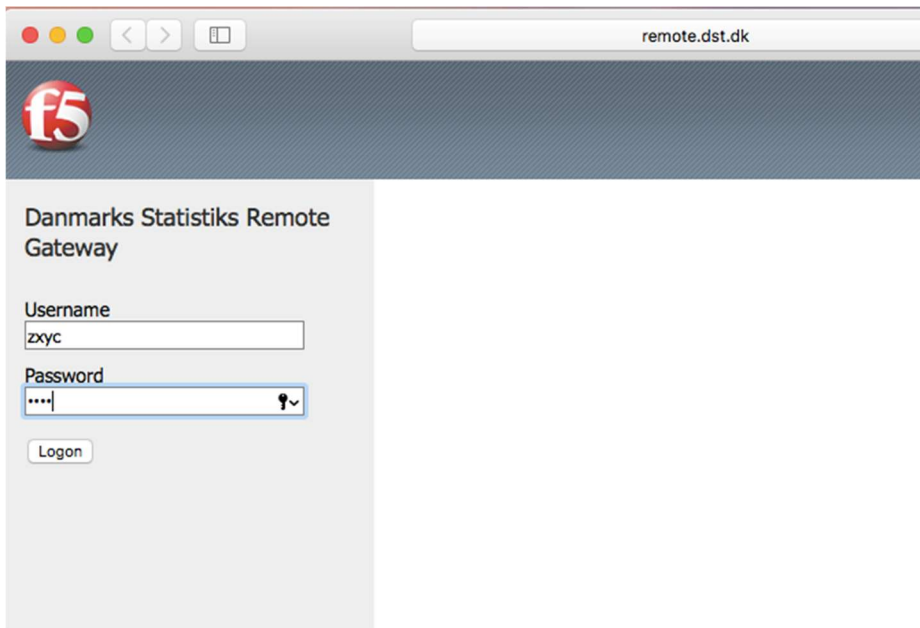 remote.dst.dk
f5
Danmarks Statistiks Remote
Gateway
Username
zxyc
Password
••••
Logon